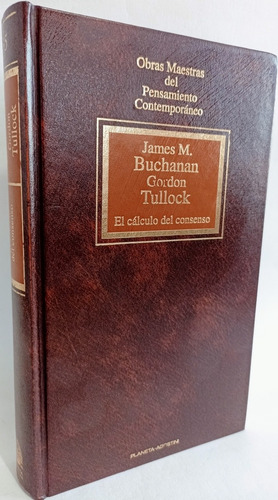 Obras Maestras
del
Pensamiento
Contemporáneo
James M.
Buchanan
Gordon
Tullock
El cálculo del consenso
PLANETA-AGOSTINI
Tullock